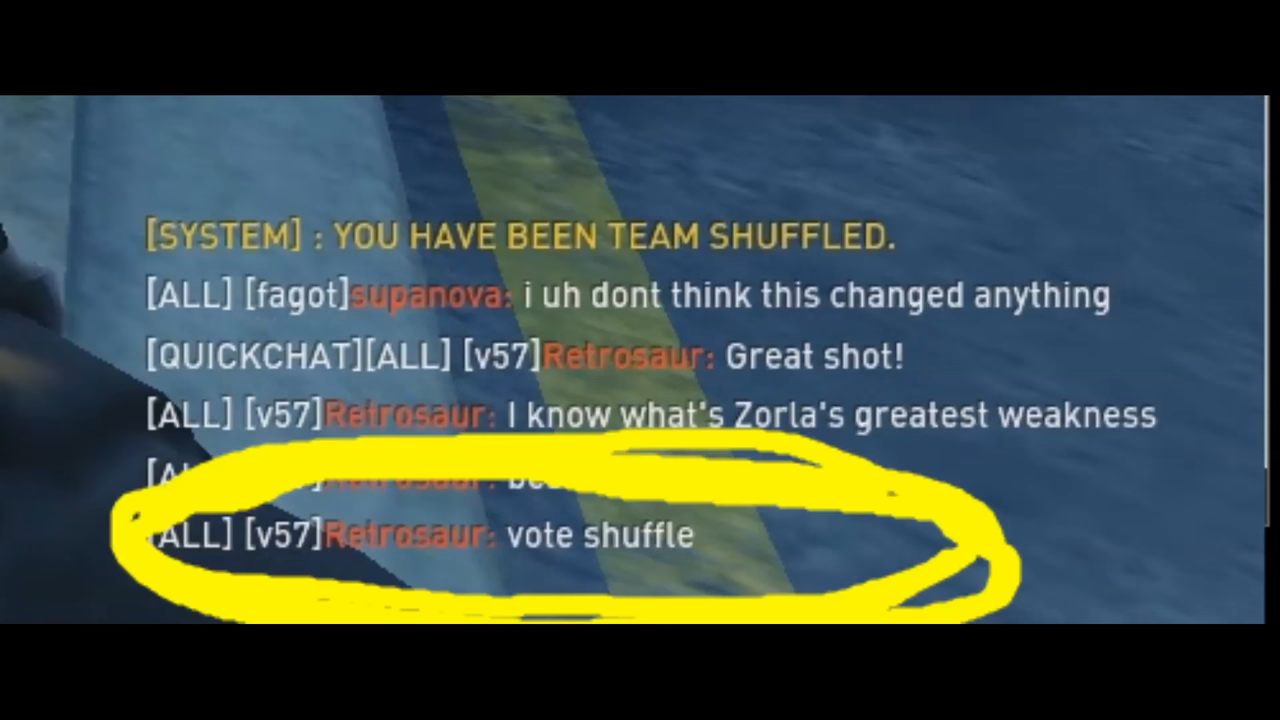 [SYSTEM] : YOU HAVE BEEN TEAM SHUFFLED.
[ALL] [fagot]supanova: i uh dont think this changed anything
[QUICKCHAT][ALL] [v57]Retrosaur: Great shot!
[ALL] [v57]Retrosaur: I know what's Zorla's greatest weakness
Retrosaur:
[ALL] [v57]Retrosaur: vote shuffle